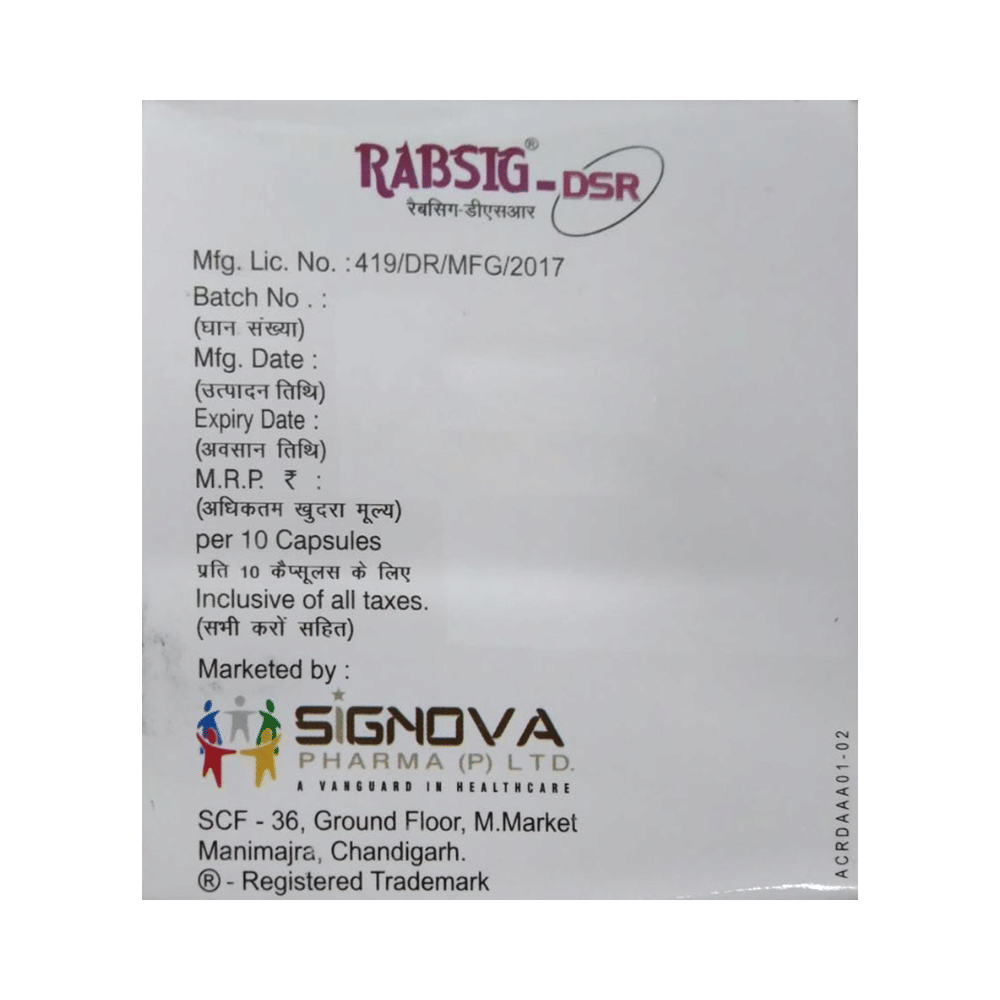 RABSIG® - DSR
रैबसिग-डीएसआर
Mfg. Lic. No. : 419/DR/MFG/2017
Batch No . :
(घान संख्या)
Mfg. Date :
(उत्पादन तिथि)
Expiry Date :
(अवसान तिथि)
M.R.P. ₹ :
(अधिकतम खुदरा मूल्य)
per 10 Capsules
प्रति 10 कैप्सूलस के लिए
Inclusive of all taxes.
(सभी करों सहित)
Marketed by :
SIGNOVA
PHARMA (P) LTD.
A VANGUARD IN HEALTHCARE
SCF - 36, Ground Floor, M.Market
Manimajra, Chandigarh.
® - Registered Trademark
ACRDAAA01-02